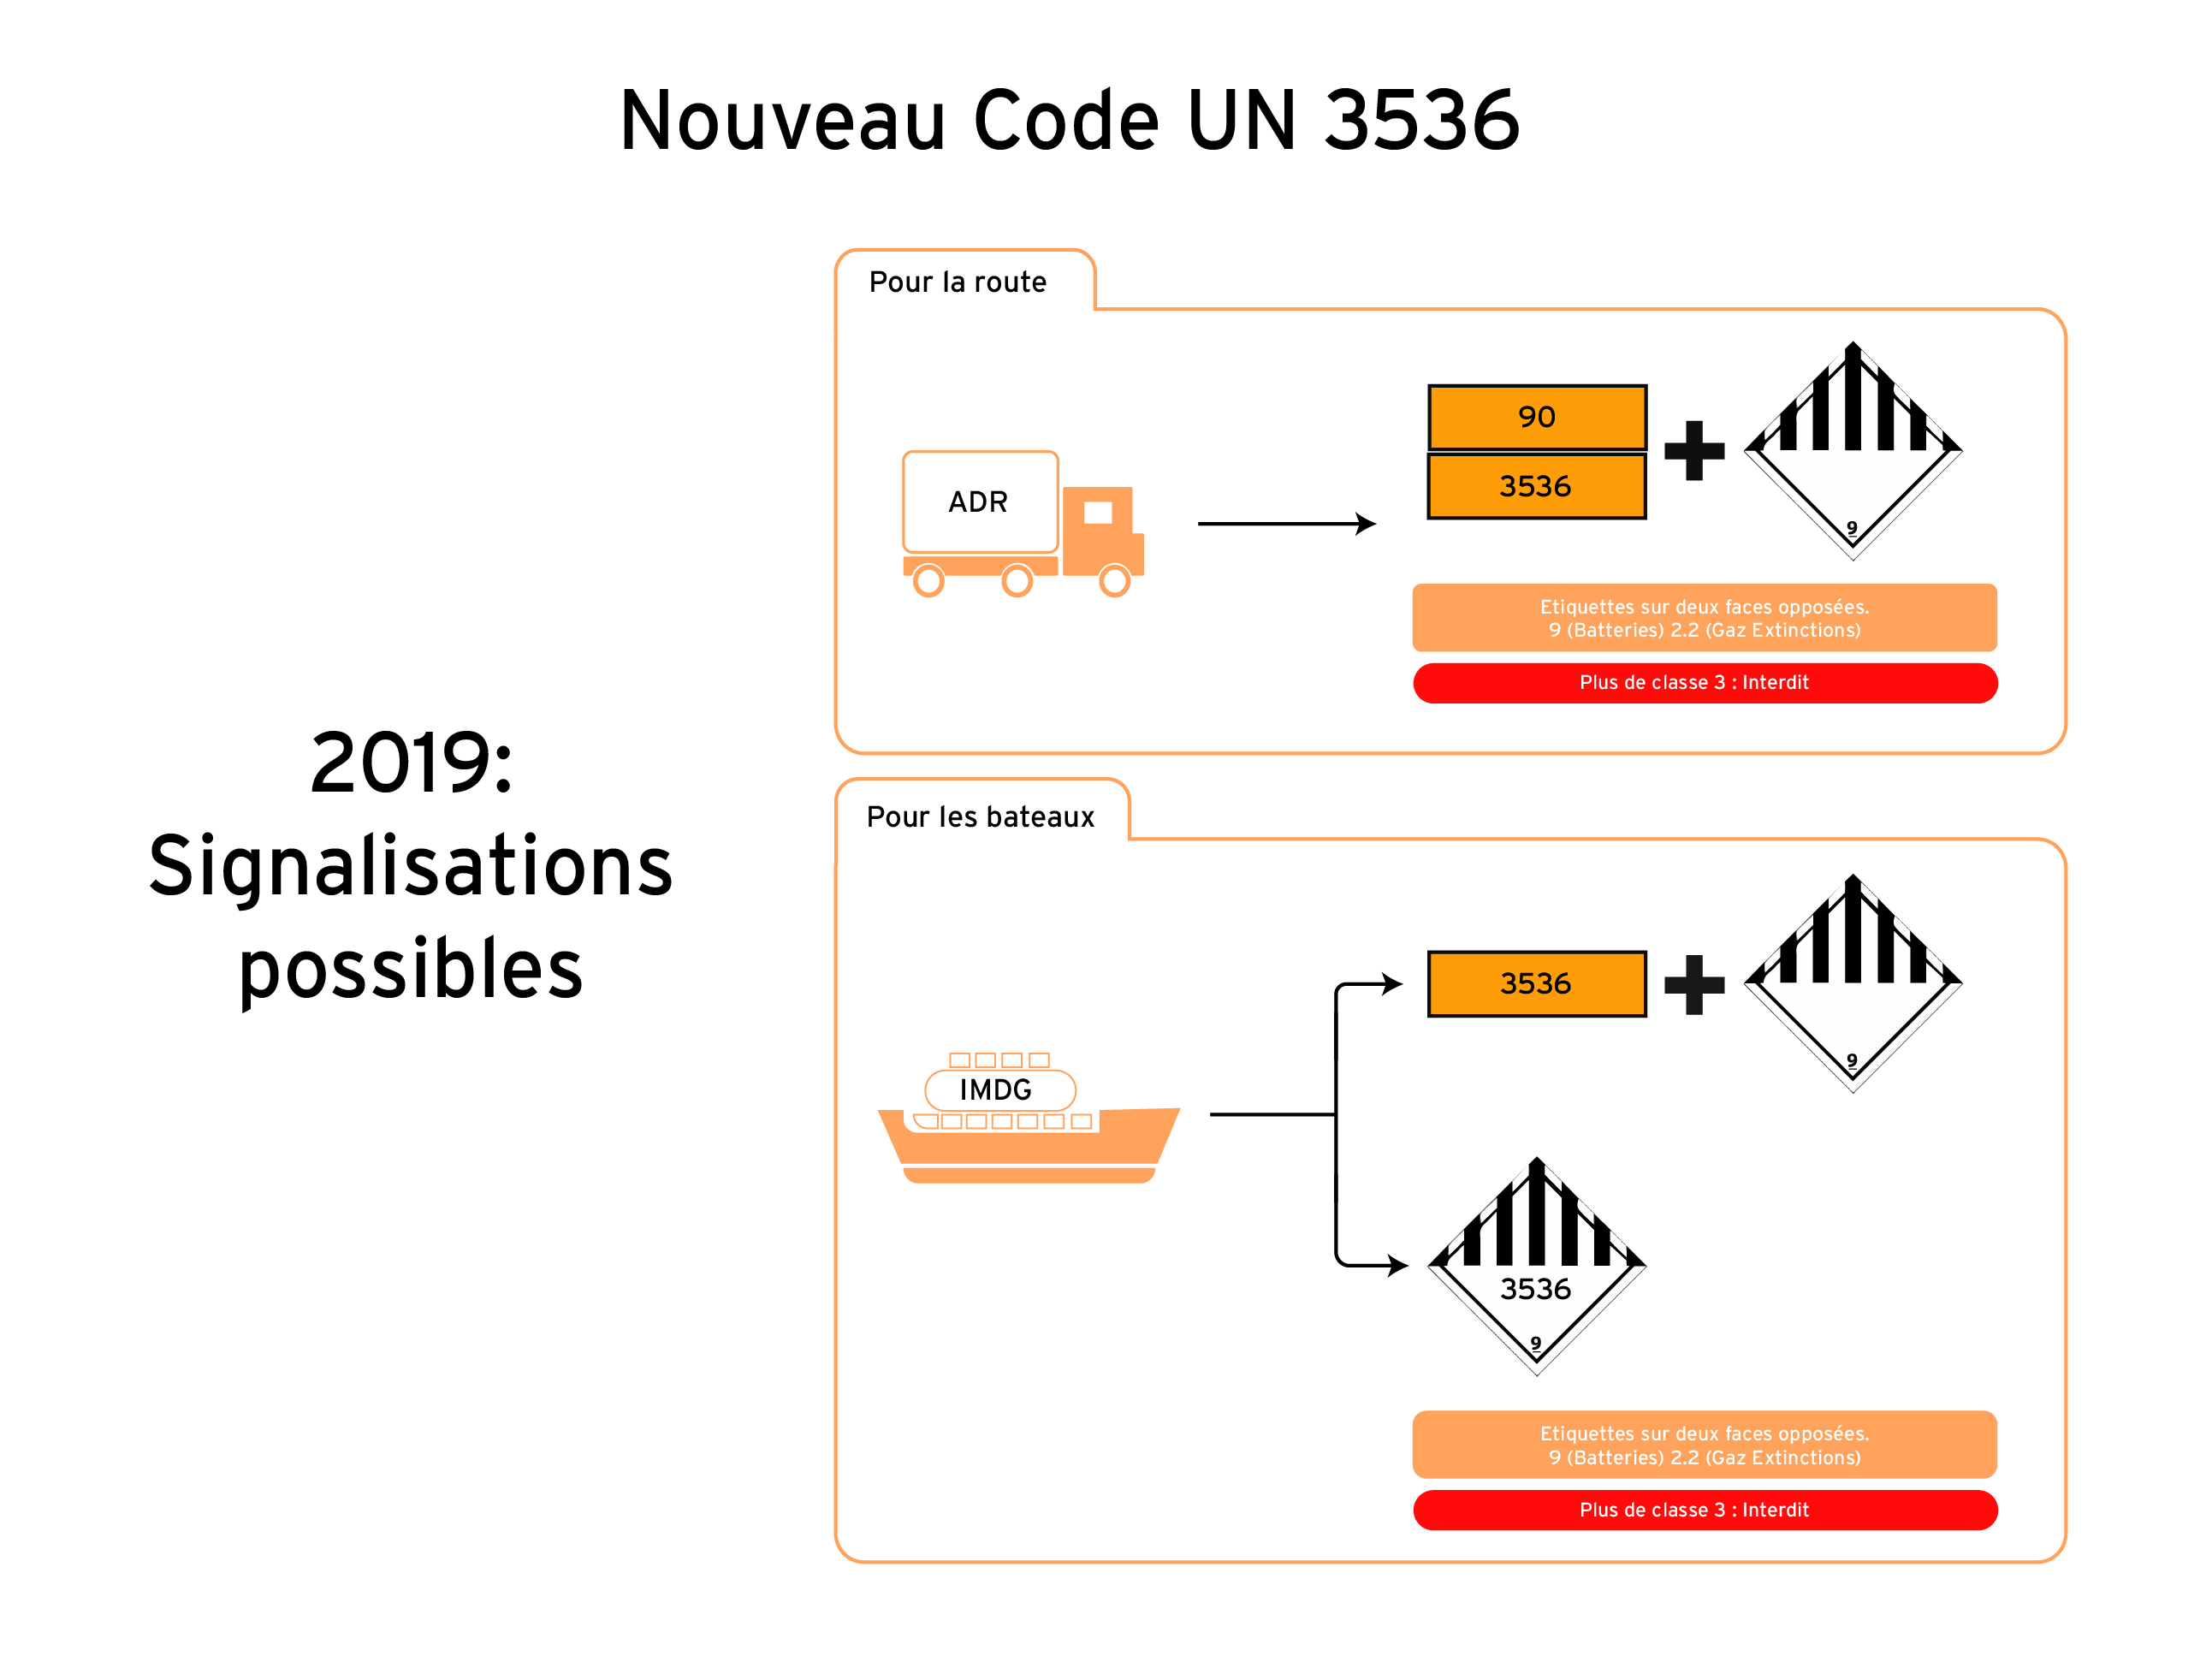 Nouveau Code UN 3536
2019:
Signalisations
possibles
Pour la route
ADR
90
3536
9
Etiquettes sur deux faces opposées.
9 (Batteries) 2.2 (Gaz Extinctions)
Plus de classe 3 : Interdit
Pour les bateaux
IMDG
3536
9
3536
9
Etiquettes sur deux faces opposées.
9 (Batteries) 2.2 (Gaz Extinctions)
Plus de classe 3 : Interdit